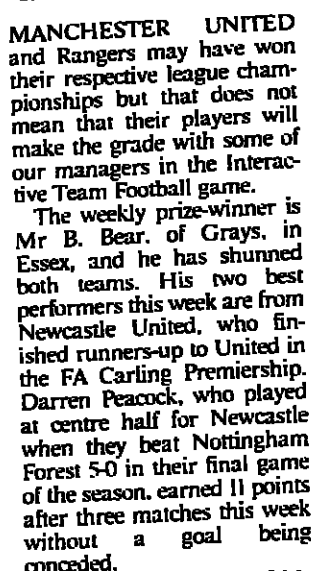 MANCHESTER UNITED
and Rangers may have won
their respective league cham-
pionships but that does not
mean that their players will
make the grade with some of
our managers in the Interac-
tive Team Football game.
The weekly prize-winner is
Mr B. Bear. of Grays, in
Essex, and he has shunned
both teams. His two best
performers this week are from
Newcastle United, who fin-
ished runners-up to United in
the FA Carling Premiership.
Darren Peacock, who played
at centre half for Newcastle
when they beat Nottingham
Forest 5-0 in their final game
of the season. earned 11 points
after three matches this week
without a goal being
conceded.